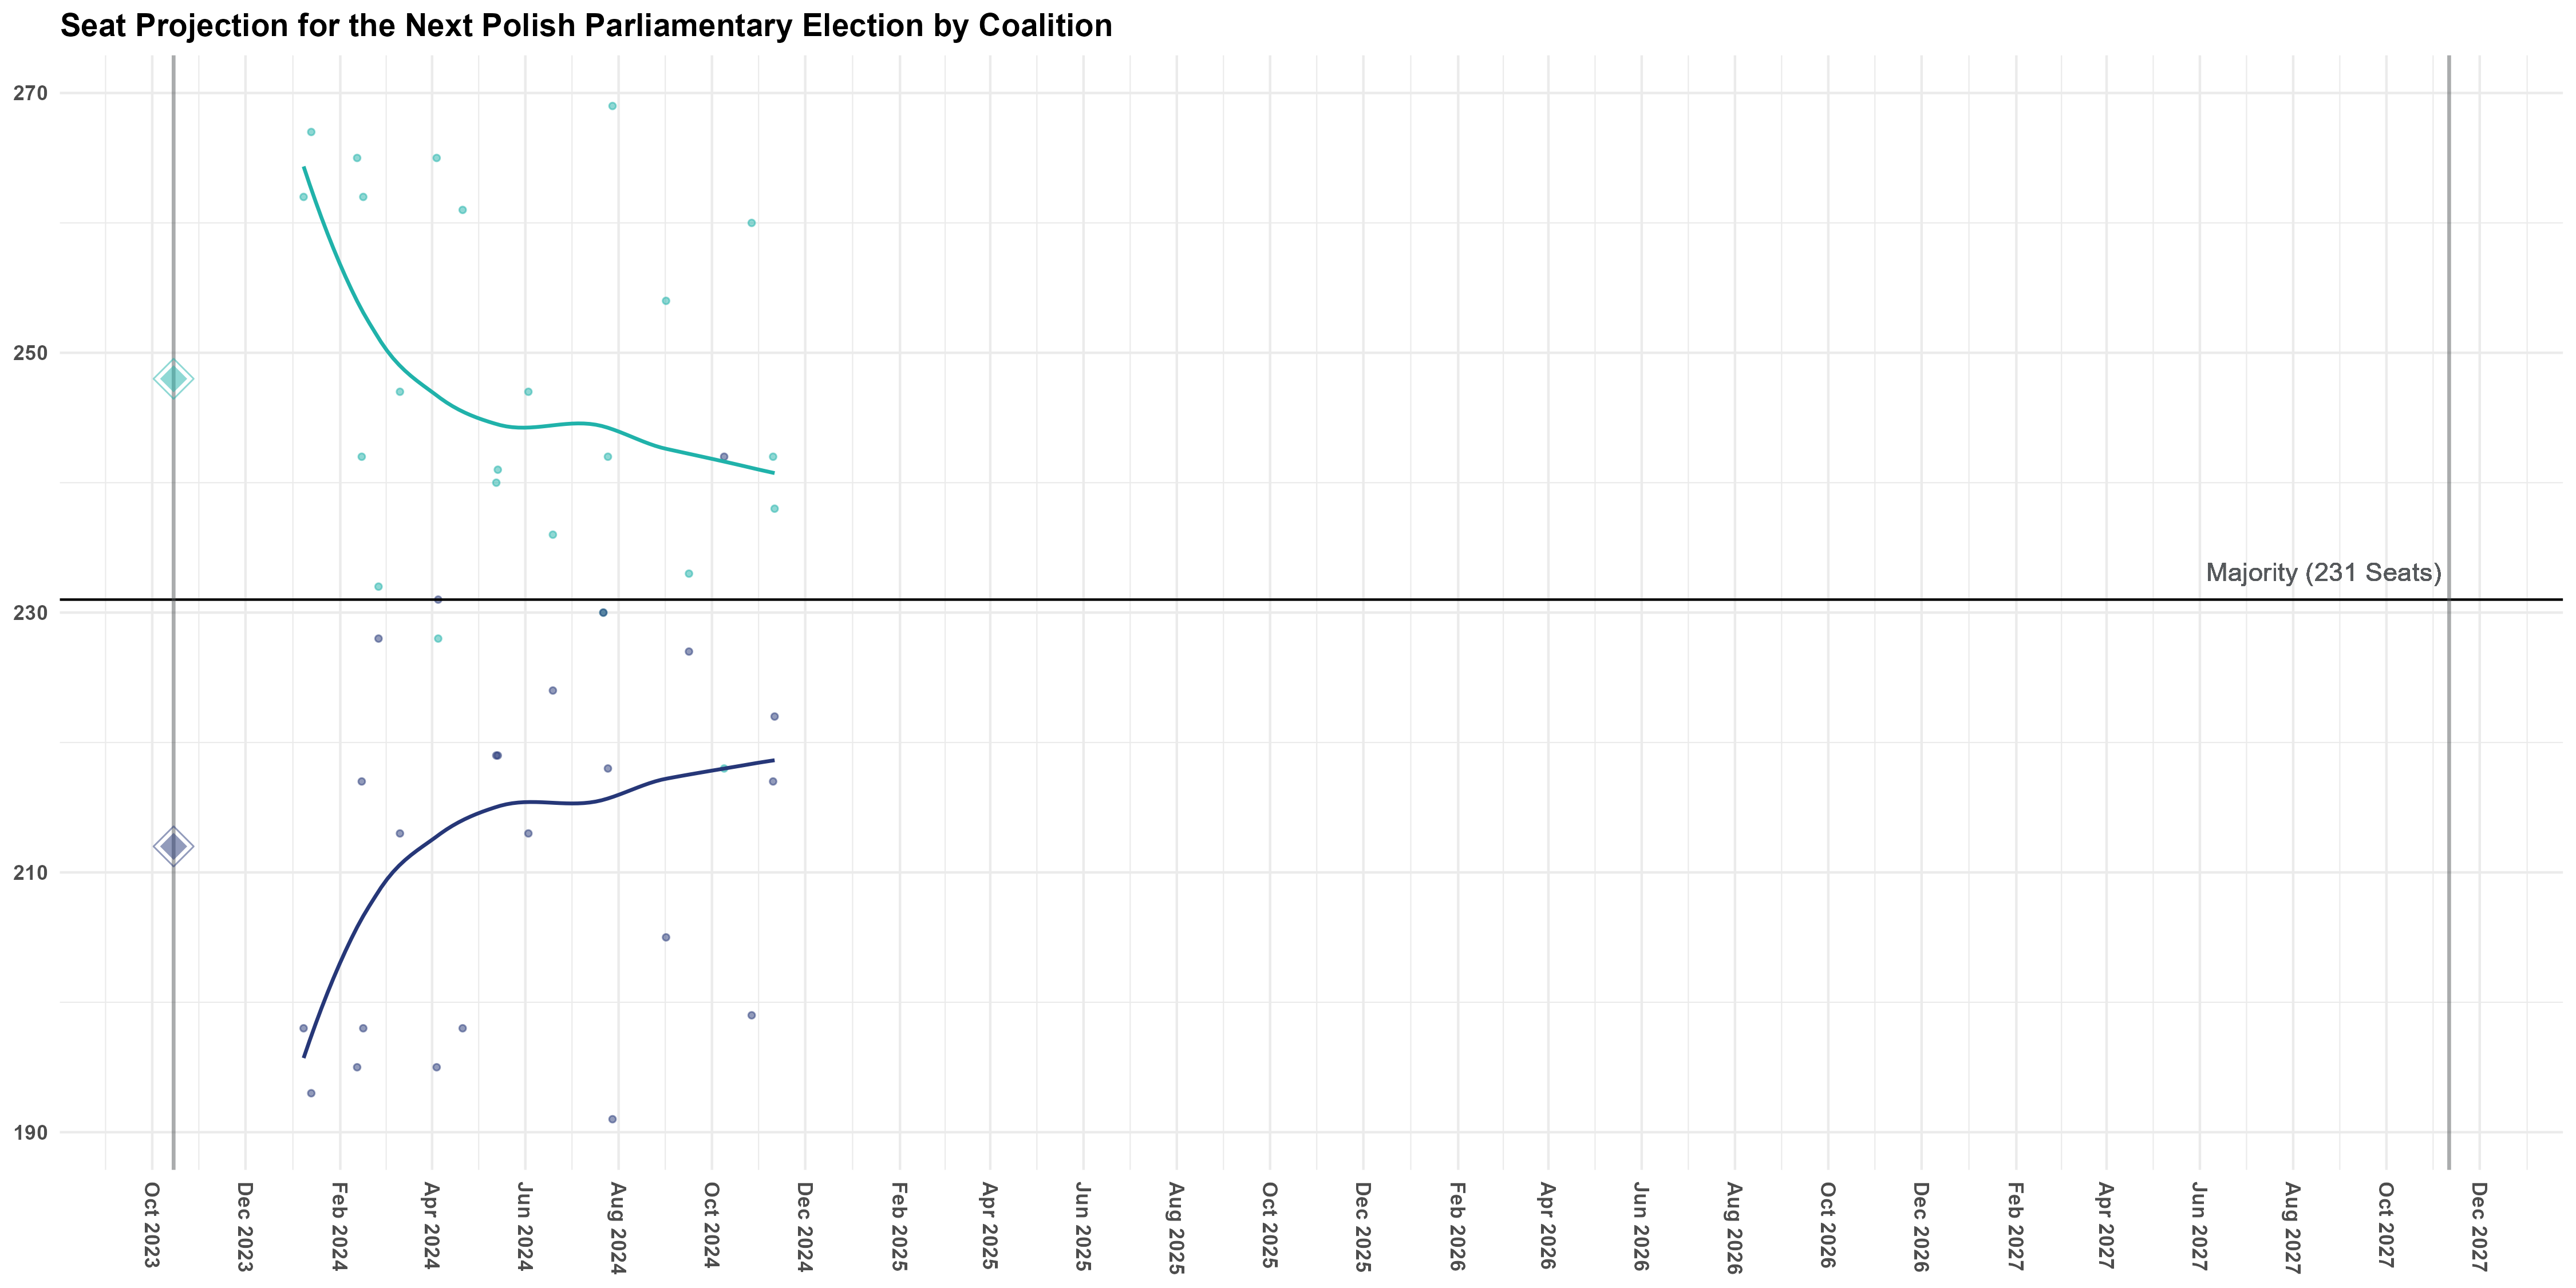 Seat Projection for the Next Polish Parliamentary Election by Coalition
270
250
230
210
190
Majority (231 Seats)
Oct 2023
Dec 2023
Feb 2024
Apr 2024
Jun 2024
Aug 2024
Oct 2024
Dec 2024
Feb 2025
Apr 2025
Jun 2025
Aug 2025
Oct 2025
Dec 2025
Feb 2026
Apr 2026
Jun 2026
Aug 2026
Oct 2026
Dec 2026
Feb 2027
Apr 2027
Jun 2027
Aug 2027
Oct 2027
Dec 2027